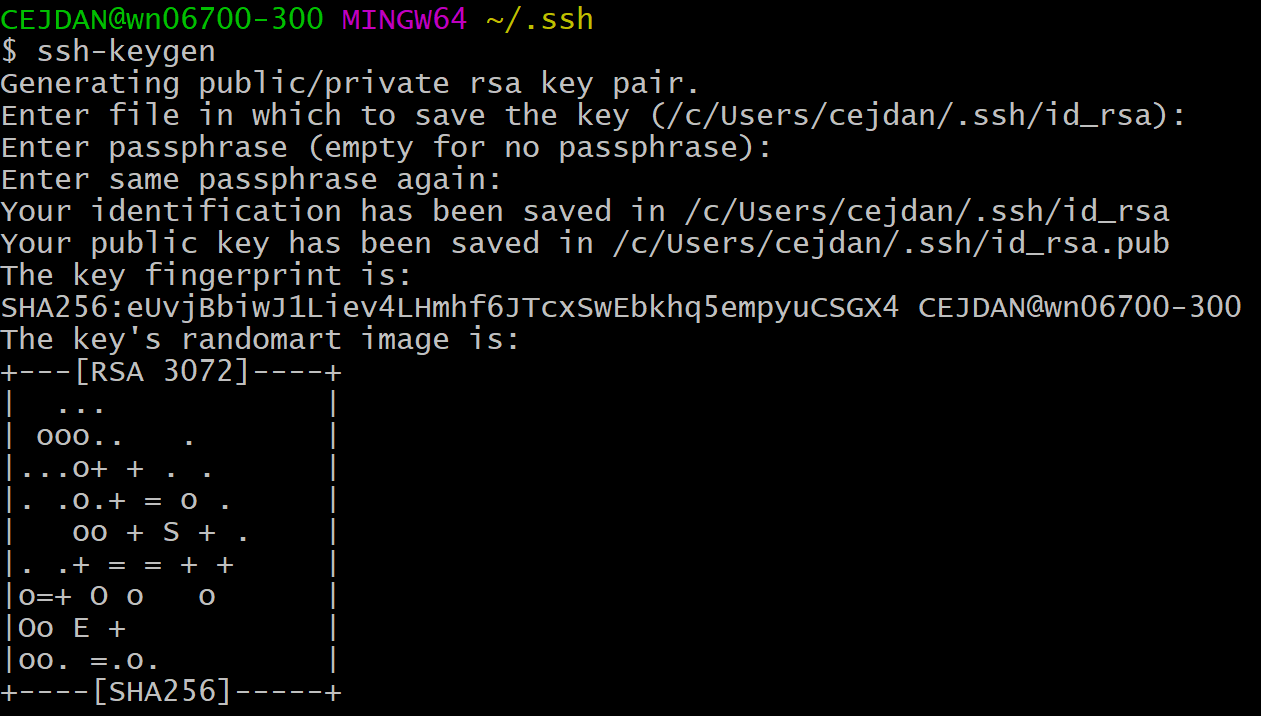 CEJDAN@wn06700-300 MINGW64 ~/.ssh
$ ssh-keygen
Generating public/private rsa key pair.
Enter file in which to save the key (/c/Users/cejdan/.ssh/id_rsa):
Enter passphrase (empty for no passphrase):
Enter same passphrase again:
Your identification has been saved in /c/Users/cejdan/.ssh/id_rsa
Your public key has been saved in /c/Users/cejdan/.ssh/id_rsa.pub
The key fingerprint is:
SHA256:eUvjBbiwJ1Liev4LHmhf6JTcxSwEbkhq5empyuCSGX4 CEJDAN@wn06700-300
The key's randomart image is:
+---[RSA 3072]----+
|  ...            |
| ooo..   .       |
|...o+ + . .      |
|. .o.+ = o .     |
|   oo + S + .    |
|. .+ = = + +     |
|o=+ O o   o      |
|Oo E +           |
|oo. =.o.         |
+----[SHA256]-----+